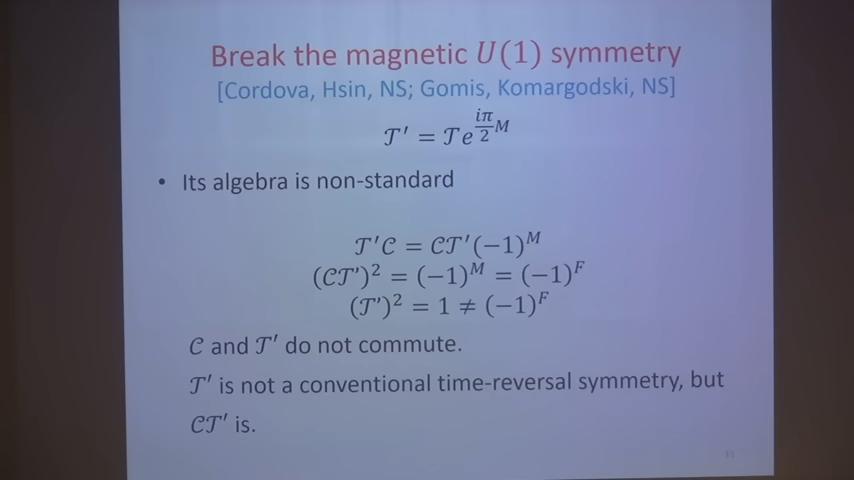 Break the magnetic U(1) symmetry
[Cordova, Hsin, NS; Gomis, Komargodski, NS]
𝒯′ = 𝒯e^{\frac{iπ}{2}M}
• Its algebra is non-standard
𝒯′𝒞 = 𝒞𝒯′(−1)^M
(𝒞𝒯′)² = (−1)^M = (−1)^F
(𝒯′)² = 1 ≠ (−1)^F
𝒞 and 𝒯′ do not commute.
𝒯′ is not a conventional time-reversal symmetry, but
𝒞𝒯′ is.